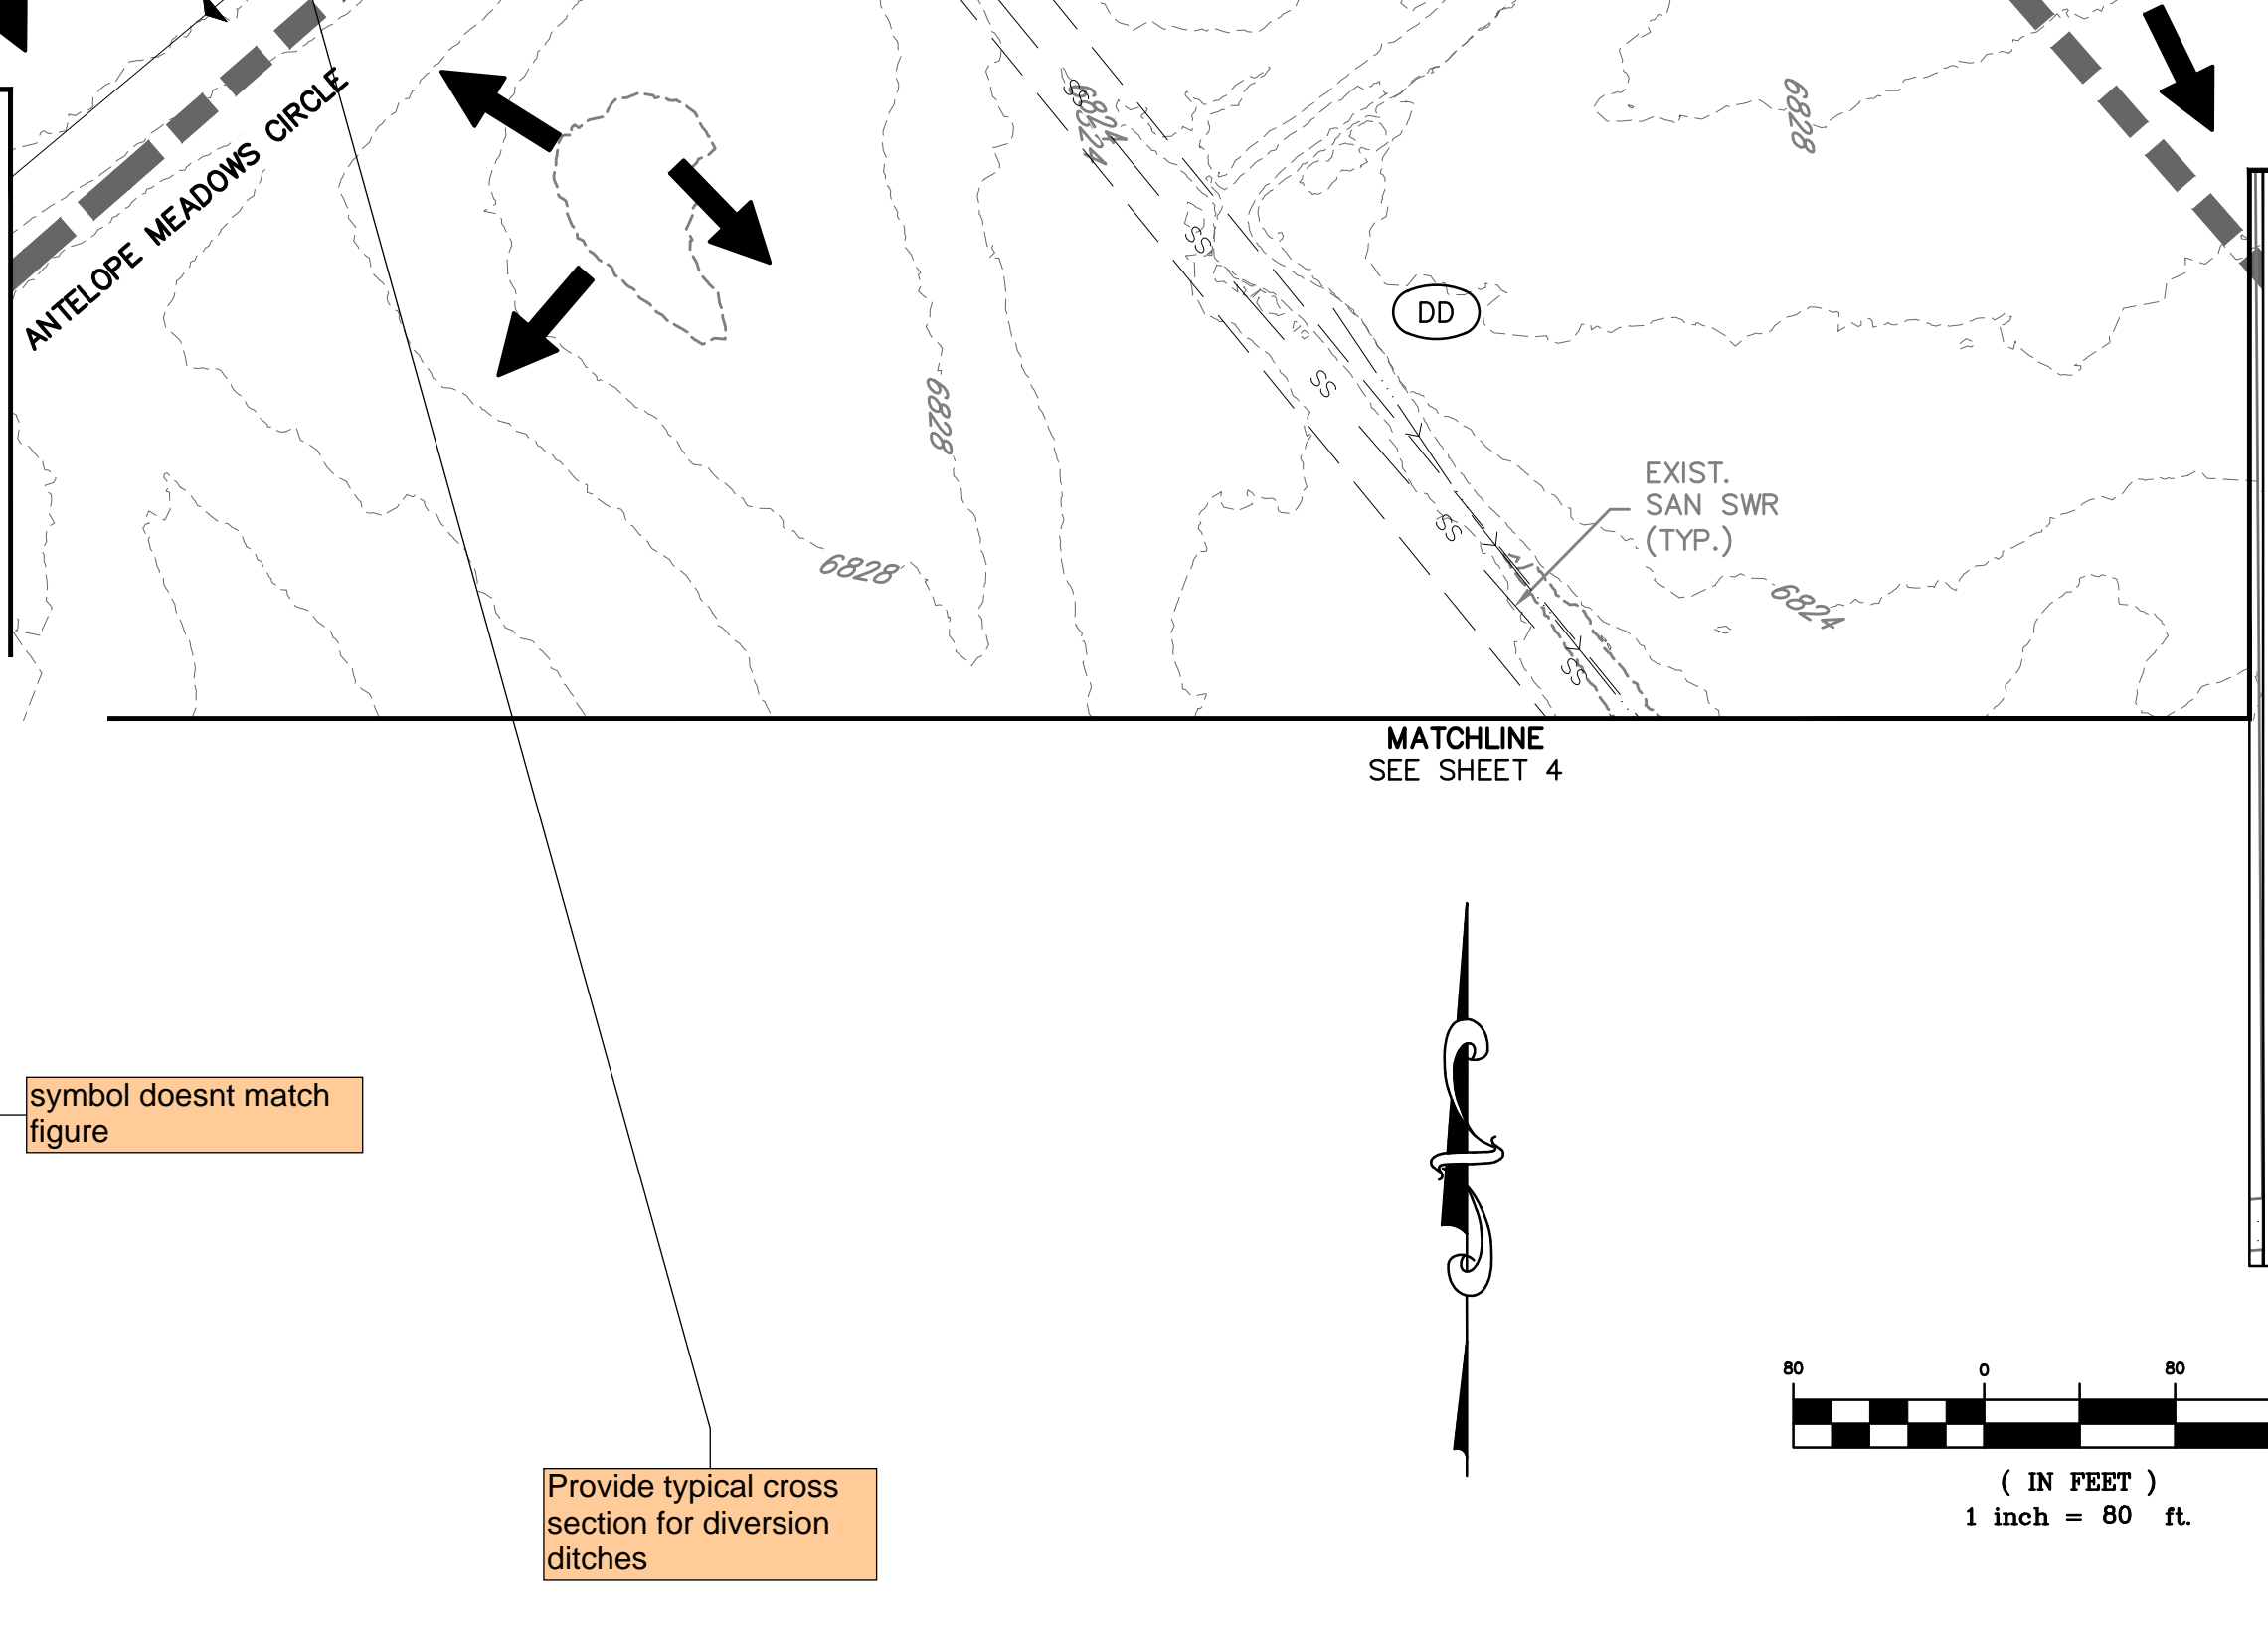 ANTELOPE MEADOWS CIRCLE
SS
6824
6824
6828
SS
DD
SS
6828
EXIST.
SAN SWR
(TYP.)
SS
6828
6824
SS
MATCHLINE
SEE SHEET 4
symbol doesnt match
figure
80 0 80
( IN FEET )
1 inch = 80 ft.
Provide typical cross
section for diversion
ditches